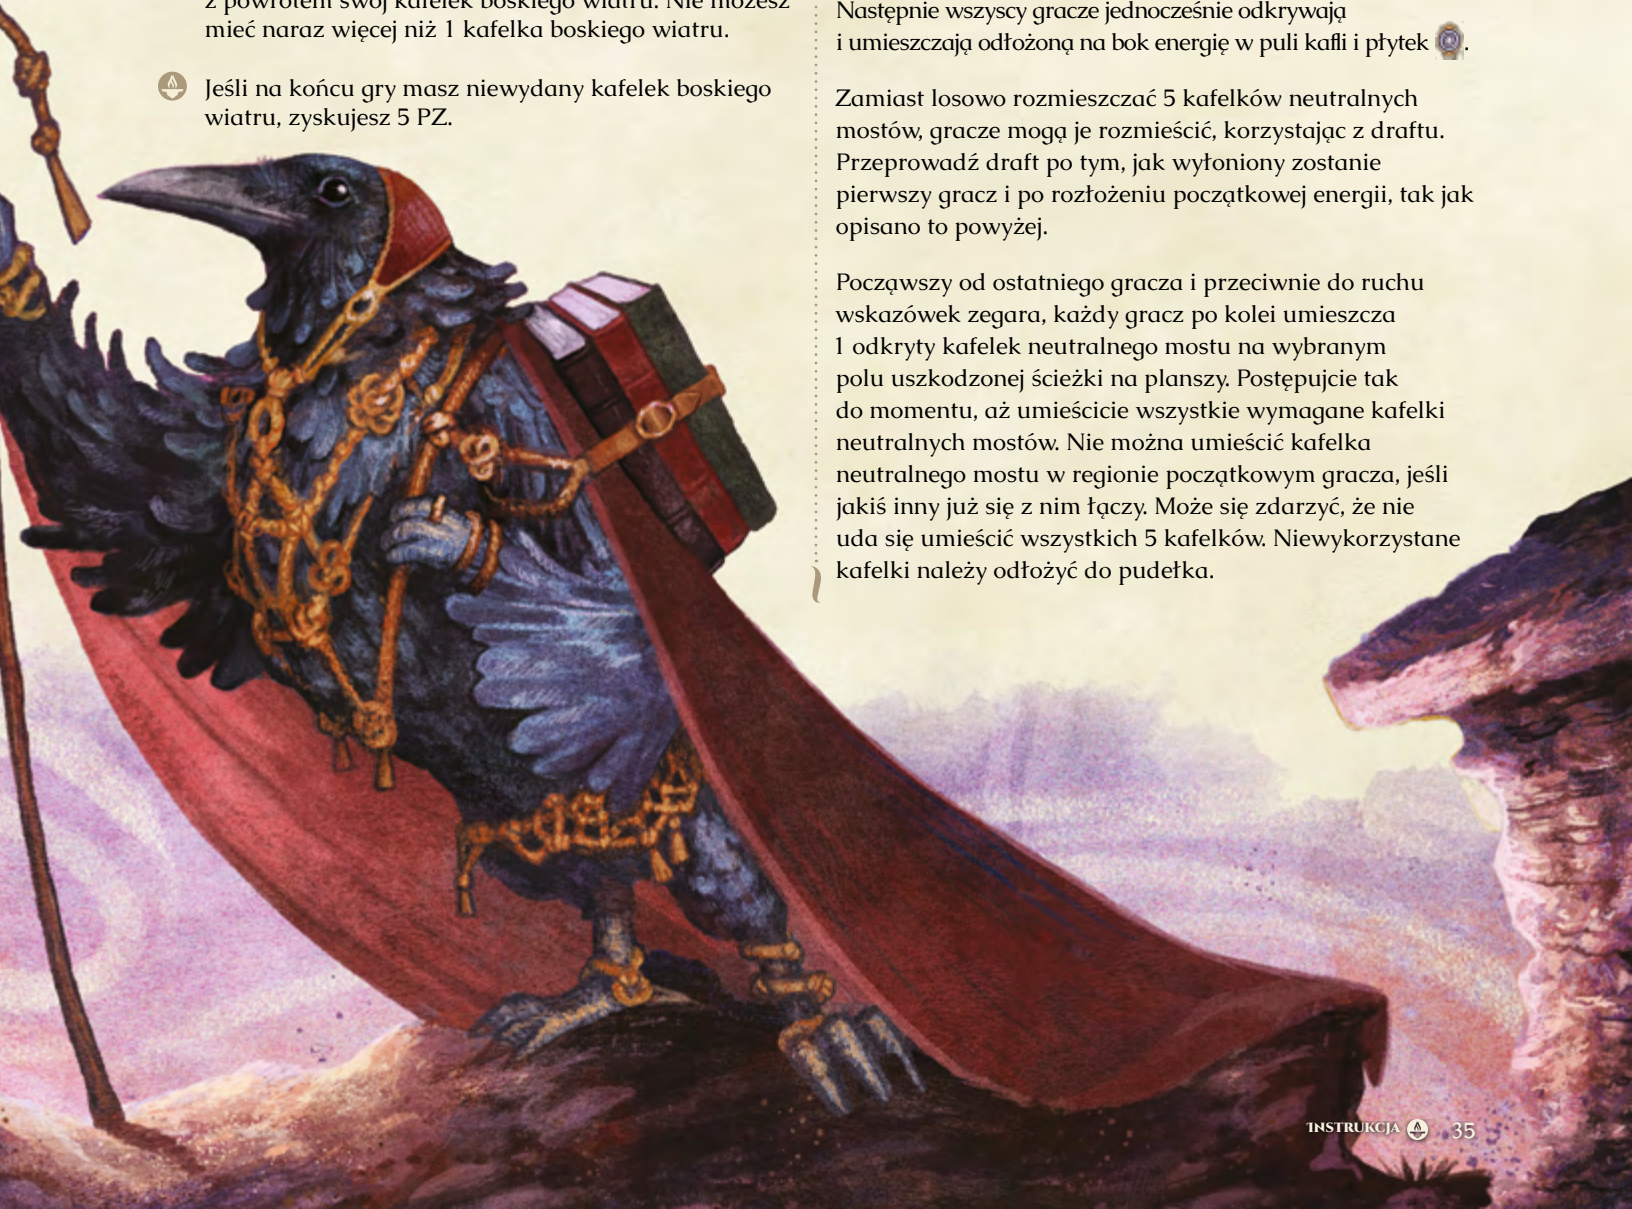 z powrotem swój kafelek boskiego wiatru. Nie możesz
mieć naraz więcej niż 1 kafelka boskiego wiatru.
Jeśli na końcu gry masz niewydany kafelek boskiego
wiatru, zyskujesz 5 PZ.
Następnie wszyscy gracze jednocześnie odkrywają
i umieszczają odłożoną na bok energię w puli kafli i płytek .
Zamiast losowo rozmieszczać 5 kafelków neutralnych
mostów, gracze mogą je rozmieścić, korzystając z draftu.
Przeprowadź draft po tym, jak wyłoniony zostanie
pierwszy gracz i po rozłożeniu początkowej energii, tak jak
opisano to powyżej.
Począwszy od ostatniego gracza i przeciwnie do ruchu
wskazówek zegara, każdy gracz po kolei umieszcza
1 odkryty kafelek neutralnego mostu na wybranym
polu uszkodzonej ścieżki na planszy. Postępujcie tak
do momentu, aż umieścicie wszystkie wymagane kafelki
neutralnych mostów. Nie można umieścić kafelka
neutralnego mostu w regionie początkowym gracza, jeśli
jakiś inny już się z nim łączy. Może się zdarzyć, że nie
uda się umieścić wszystkich 5 kafelków. Niewykorzystane
kafelki należy odłożyć do pudełka.
INSTRUKCJA 35